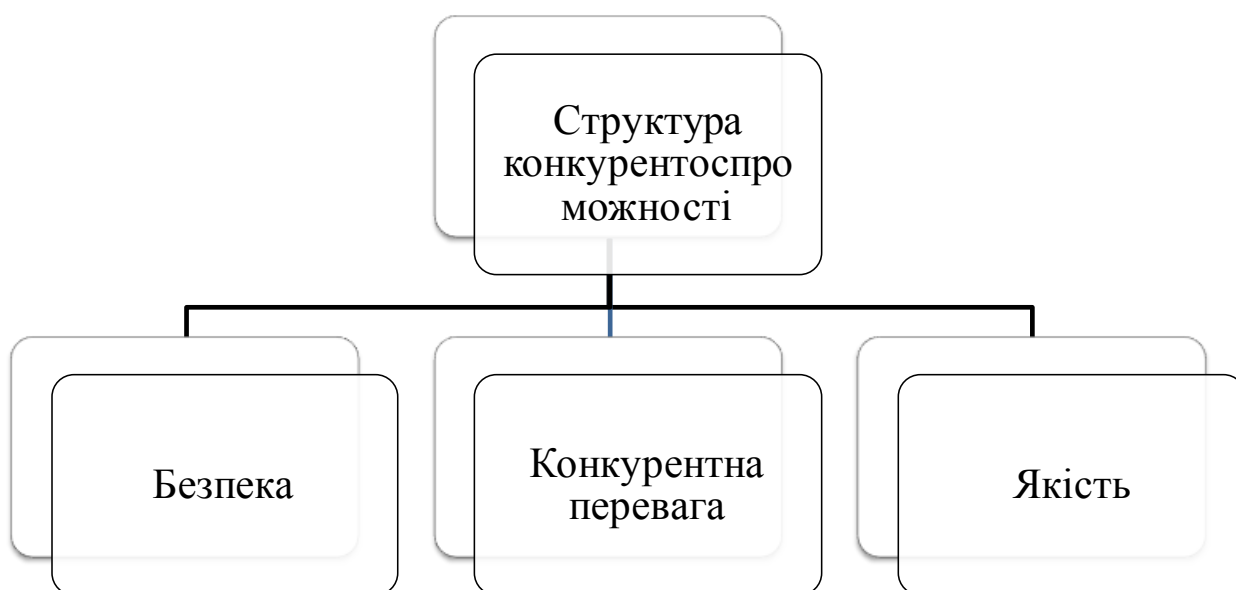 Структура
конкурентоспро
можності
Безпека
Конкурентна
перевага
Якість